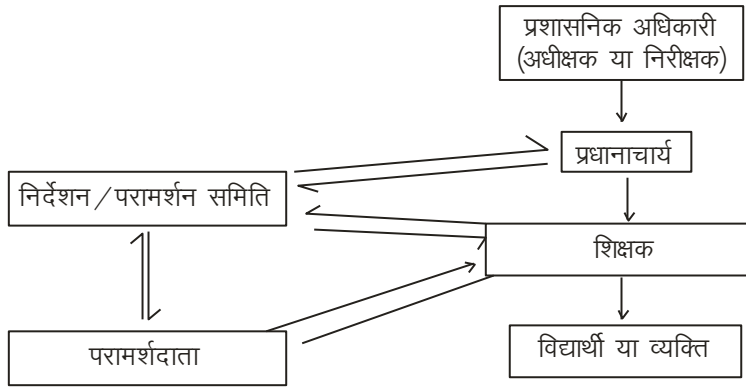 प्रशासनिक अधिकारी
(अधीक्षक या निरीक्षक)
प्रधानाचार्य
निर्देशन/परामर्शन समिति
शिक्षक
परामर्शदाता
विद्यार्थी या व्यक्ति